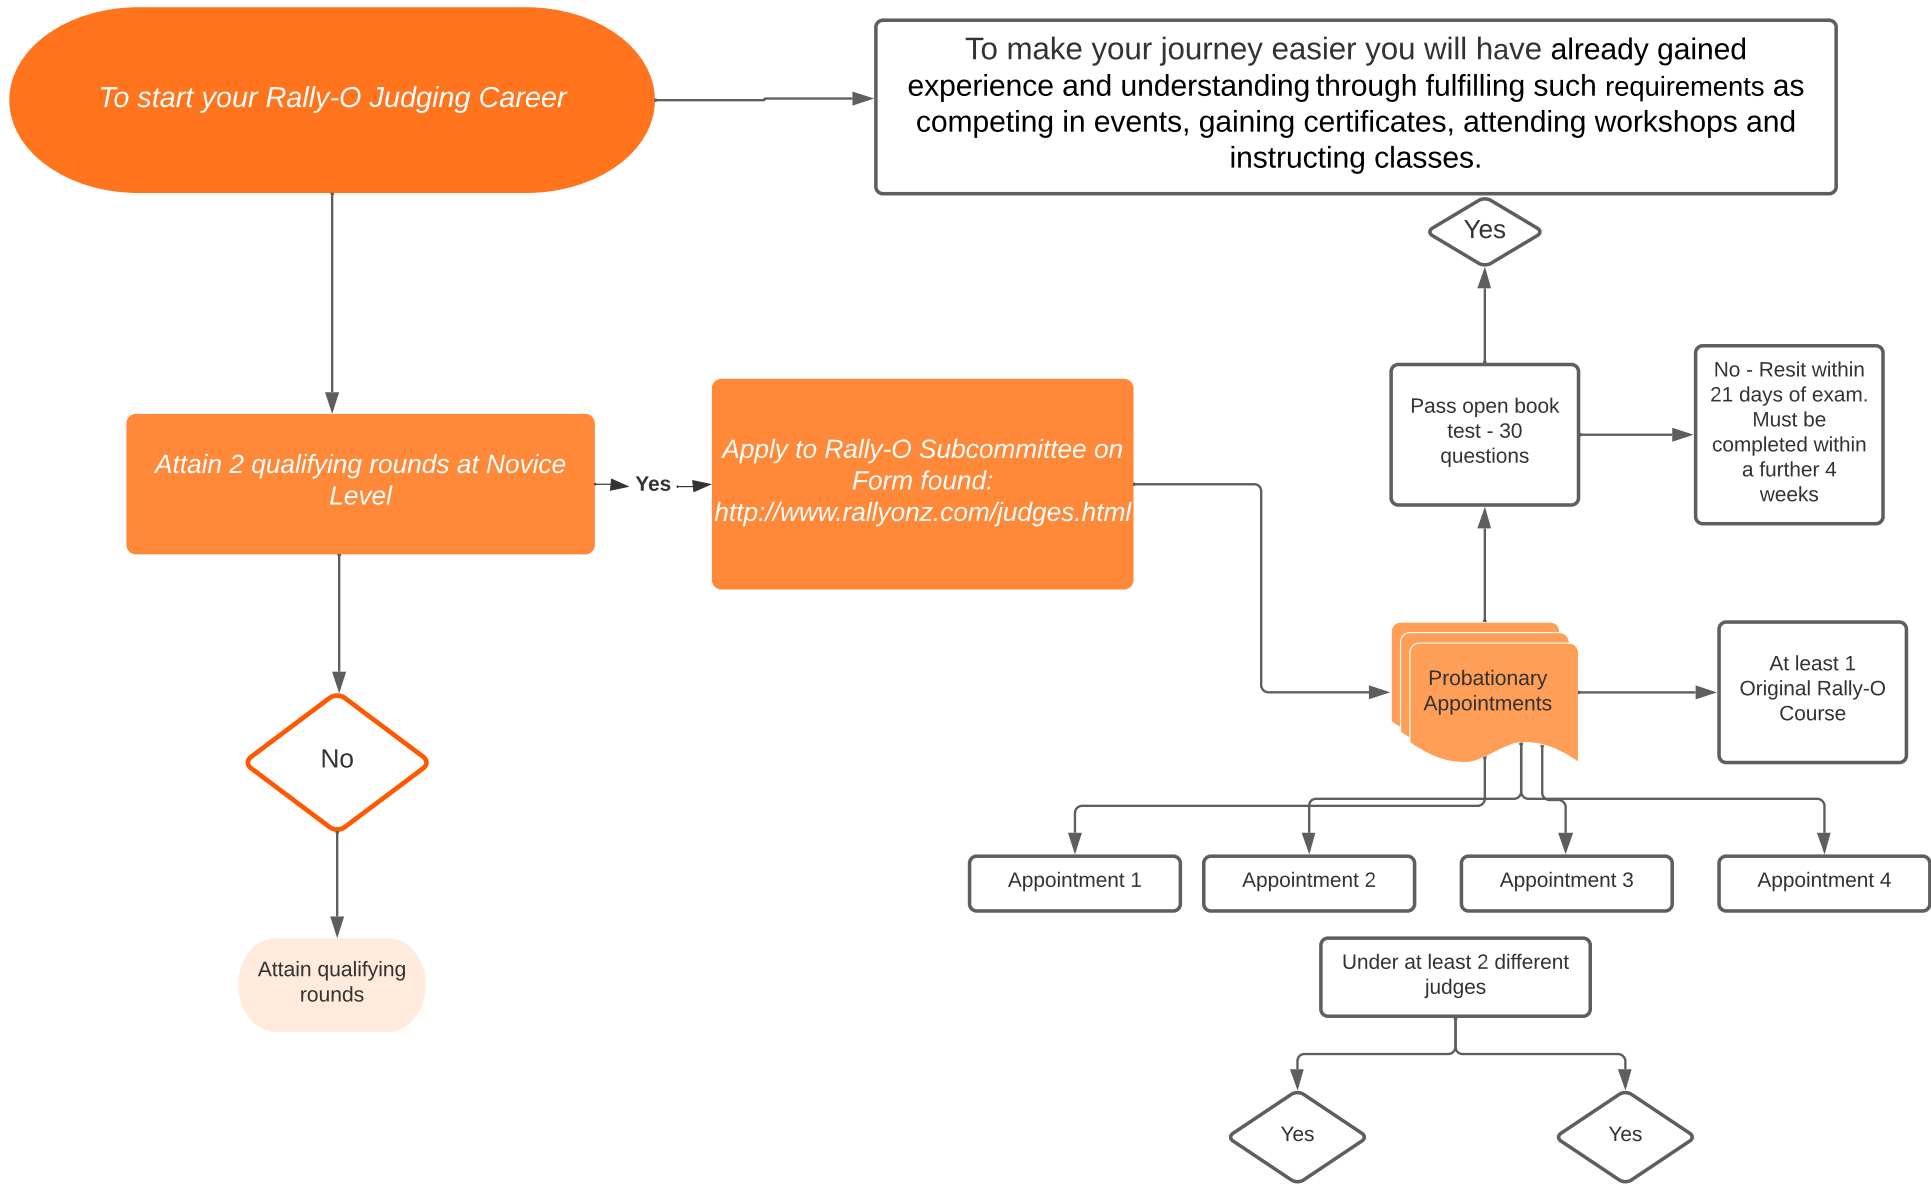 To start your Rally-O Judging Career
To make your journey easier you will have already gained
experience and understanding through fulfilling such requirements as
competing in events, gaining certificates, attending workshops and
instructing classes.
Yes
Attain 2 qualifying rounds at Novice
Level
Yes
Apply to Rally-O Subcommittee on
Form found:
http://www.rallyonz.com/judges.html
Pass open book
test - 30
questions
No - Resit within
21 days of exam.
Must be
completed within
a further 4
weeks
No
Probationary
Appointments
At least 1
Original Rally-O
Course
Appointment 1
Appointment 2
Appointment 3
Appointment 4
Attain qualifying
rounds
Under at least 2 different
judges
Yes
Yes